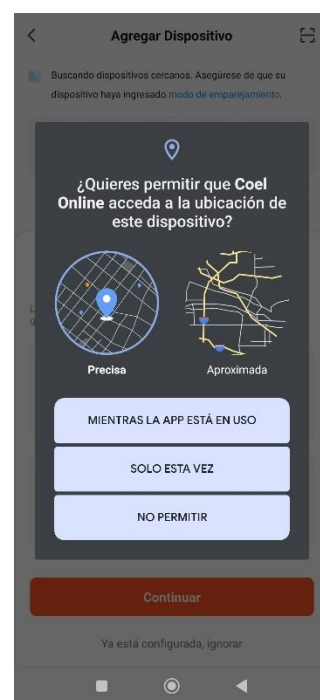 Agregar Dispositivo
Buscando dispositivos cercanos. Asegúrese de que su
dispositivo haya ingresado modo de emparejamiento.
¿Quieres permitir que Coel
Online acceda a la ubicación de
este dispositivo?
Precisa
Aproximada
MIENTRAS LA APP ESTÁ EN USO
SOLO ESTA VEZ
NO PERMITIR
Continuar
Ya está configurada, ignorar